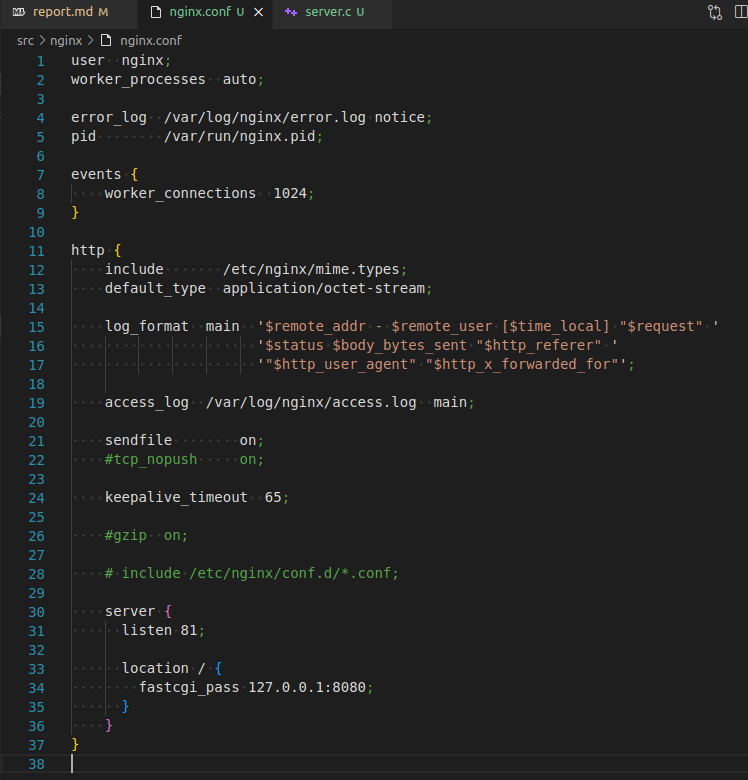 report.md M nginx.conf U server.c U
src > nginx > nginx.conf
1 user nginx;
2 worker_processes auto;
3
4 error_log /var/log/nginx/error.log notice;
5 pid /var/run/nginx.pid;
6
7 events {
8 worker_connections 1024;
9 }
10
11 http {
12 include /etc/nginx/mime.types;
13 default_type application/octet-stream;
14
15 log_format main '$remote_addr - $remote_user [$time_local] "$request" '
16 '$status $body_bytes_sent "$http_referer" '
17 '"$http_user_agent" "$http_x_forwarded_for"';
18
19 access_log /var/log/nginx/access.log main;
20
21 sendfile on;
22 #tcp_nopush on;
23
24 keepalive_timeout 65;
25
26 #gzip on;
27
28 # include /etc/nginx/conf.d/*.conf;
29
30 server {
31 listen 81;
32
33 location / {
34 fastcgi_pass 127.0.0.1:8080;
35 }
36 }
37 }
38